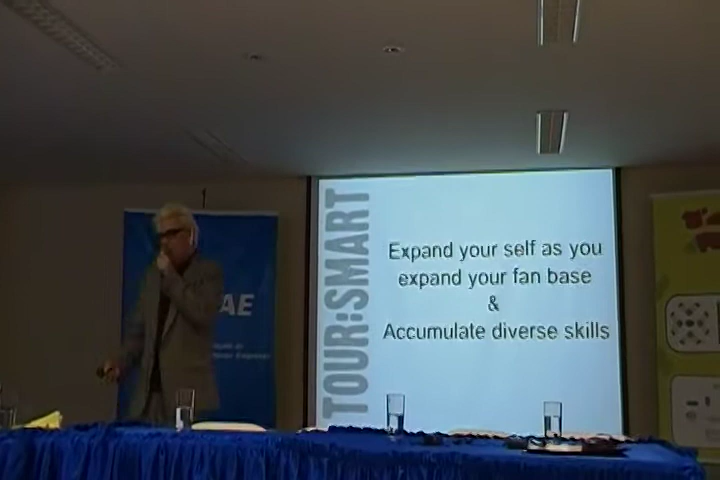 TOUR:SMART
Expand your self as you
expand your fan base
&
Accumulate diverse skills
AE